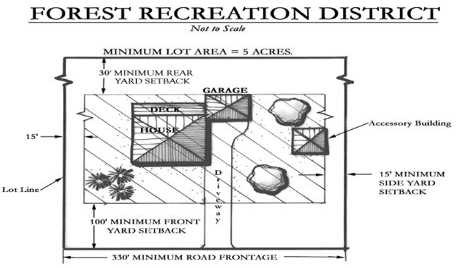 FOREST RECREATION DISTRICT
Not to Scale
MINIMUM LOT AREA = 5 ACRES.
30' MINIMUM REAR
YARD SETBACK
GARAGE
DECK
HOUSE
15'
Accessory Building
Lot Line
15' MINIMUM
SIDE YARD
SETBACK
Driveway
100' MINIMUM FRONT
YARD SETBACK
330' MINIMUM ROAD FRONTAGE